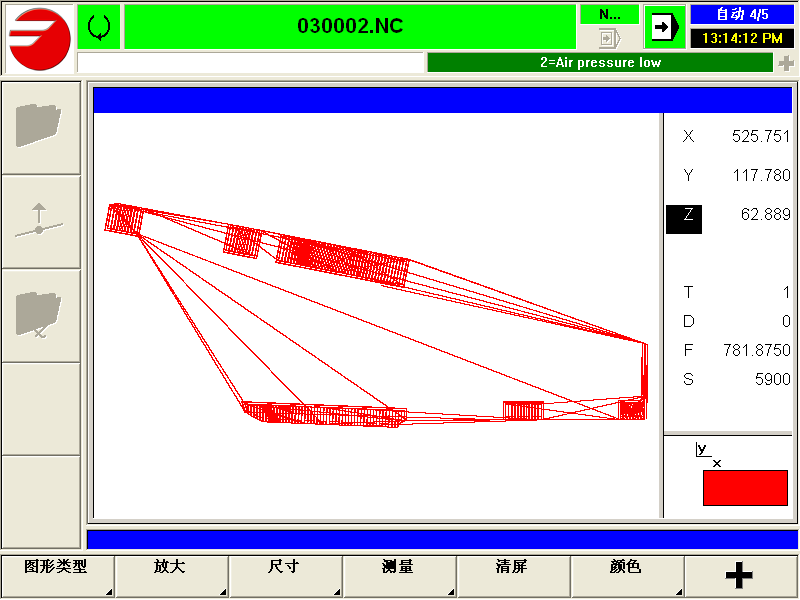 030002.NC
N...
自动 4/5
13:14:12 PM
2=Air pressure low
X 525.751
Y 117.780
Z 62.889
T 1
D 0
F 781.8750
S 5900
y
x
图形类型 放大 尺寸 测量 清屏 颜色